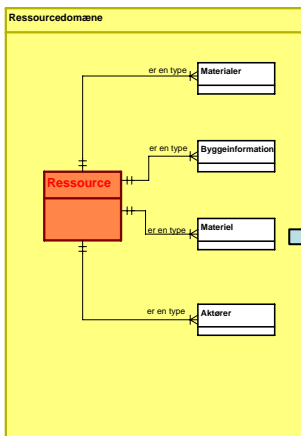 Ressourcedomæne
er en type
Materialer
er en type
Byggeinformation
Ressource
Materiel
er en type
er en type
Aktører